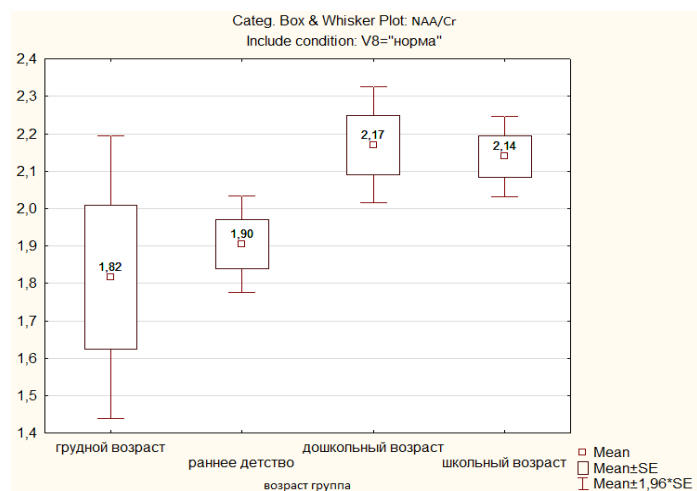 Categ. Box & Whisker Plot: NAA/Cr
Include condition: V8="норма"
2,4
2,3
2,2
2,1
2,0
1,9
1,8
1,7
1,6
1,5
1,4
1,82
1,90
2,17
2,14
грудной возраст
раннее детство
дошкольный возраст
школьный возраст
возраст группа
Mean
Mean±SE
Mean±1,96*SE